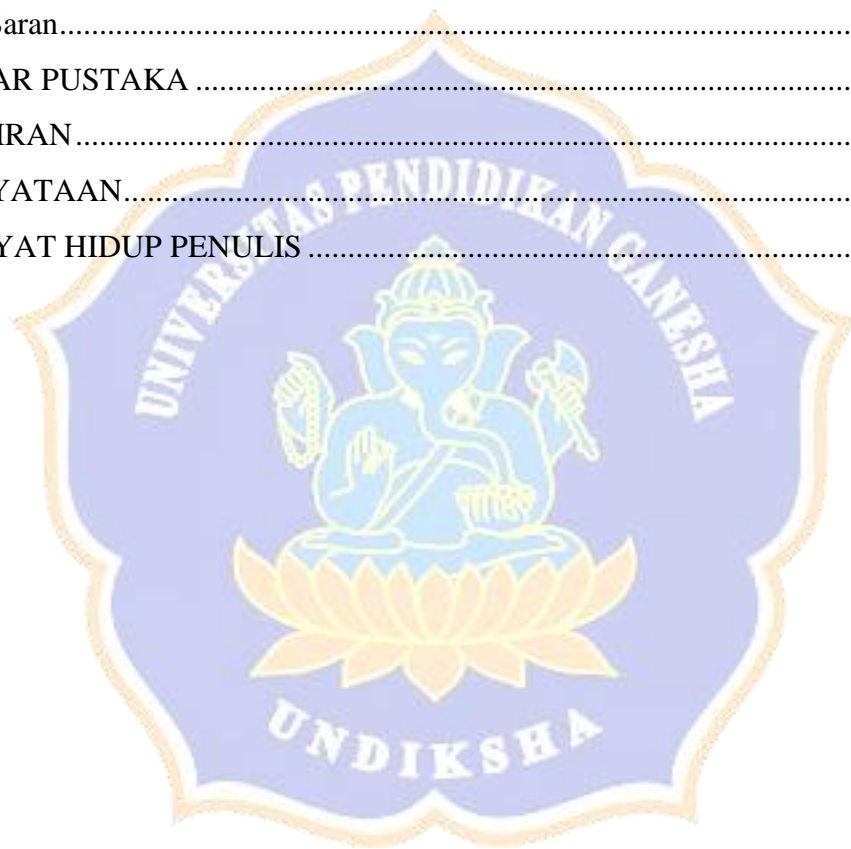 Saran
AR PUSTAKA
IRAN
YATAAN
YAT HIDUP PENULIS
UNIVERSITAS PENDIDIKAN GANESHA
UNDIKSHA